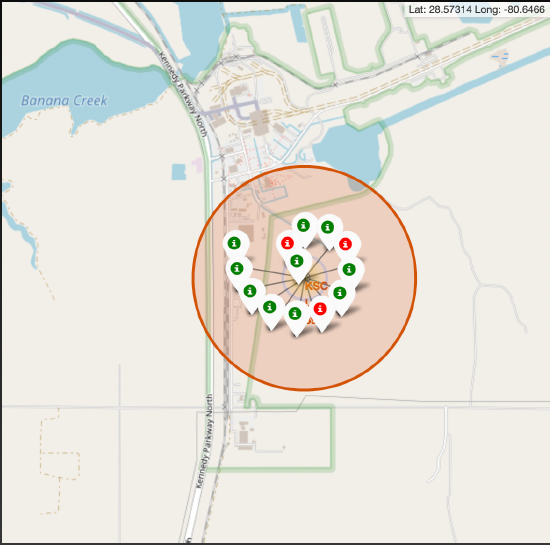 Lat: 28.57314 Long: -80.6466
Kennedy Parkway North
Banana Creek
KSC
Kennedy Parkway North